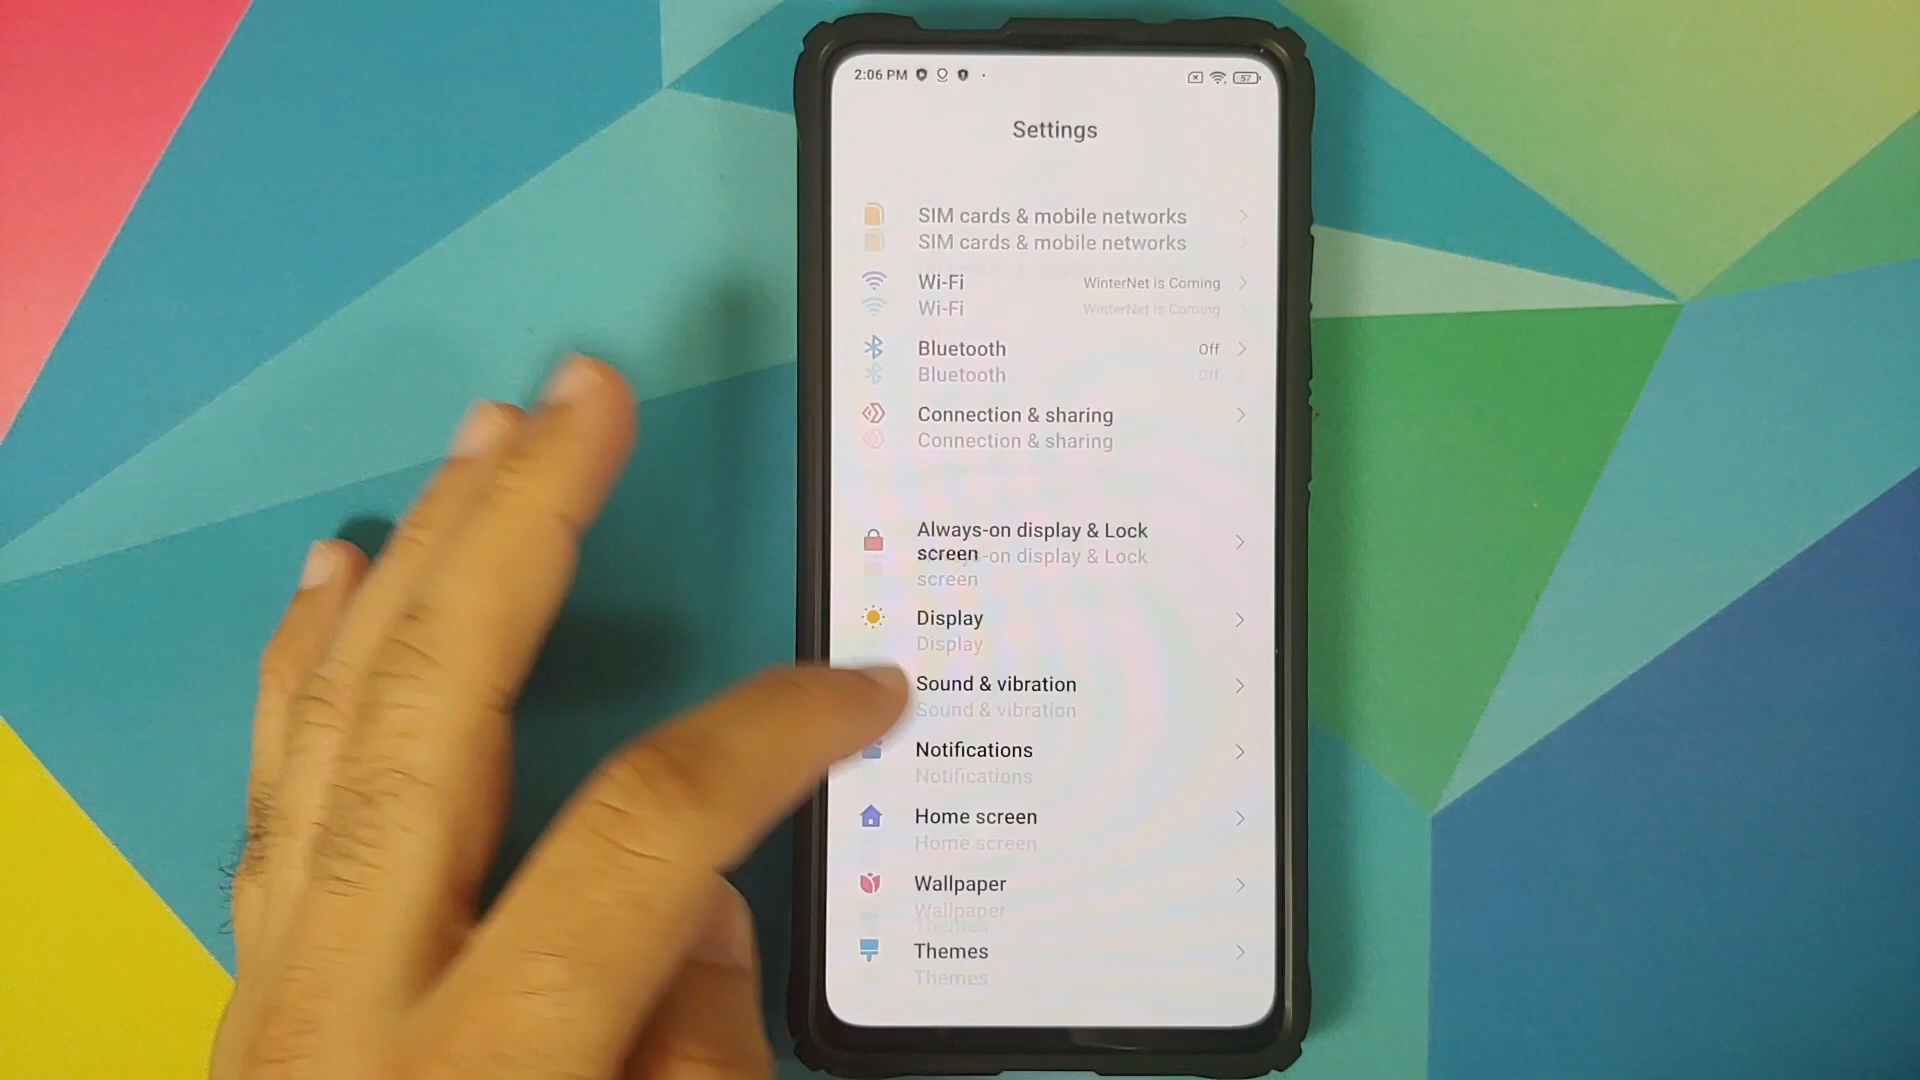 2:06 PM
57
Settings
SIM cards & mobile networks
SIM cards & mobile networks
Wi-Fi WinterNet is Coming
Wi-Fi WinterNet is Coming
Bluetooth Off
Bluetooth Off
Connection & sharing
Connection & sharing
Always-on display & Lock
screen
-on display & Lock
screen
Display
Display
Sound & vibration
Sound & vibration
Notifications
Notifications
Home screen
Home screen
Wallpaper
Wallpaper
Themes
Themes
Themes